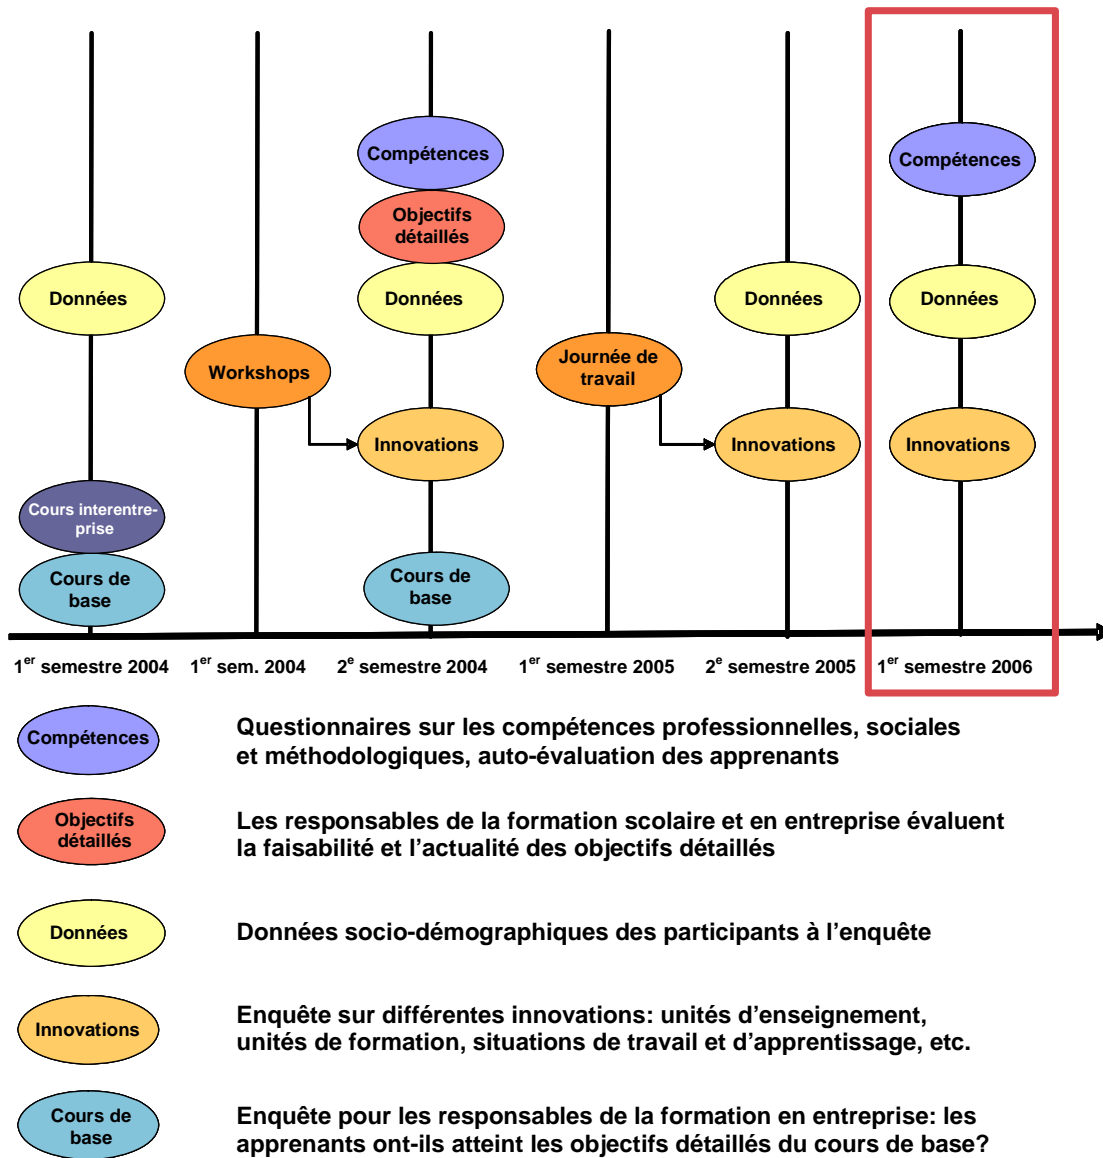 Compétences
Compétences
Objectifs
détaillés
Données
Données
Données
Données
Workshops
Journée de
travail
Innovations
Innovations
Innovations
Cours interentre-
prise
Cours de
base
Cours de
base
1er semestre 2004
1er sem. 2004
2e semestre 2004
1er semestre 2005
2e semestre 2005
1er semestre 2006
Compétences
Questionnaires sur les compétences professionnelles, sociales
et méthodologiques, auto-évaluation des apprenants
Objectifs
détaillés
Les responsables de la formation scolaire et en entreprise évaluent
la faisabilité et l'actualité des objectifs détaillés
Données
Données socio-démographiques des participants à l'enquête
Innovations
Enquête sur différentes innovations: unités d'enseignement,
unités de formation, situations de travail et d'apprentissage, etc.
Cours de
base
Enquête pour les responsables de la formation en entreprise: les
apprenants ont-ils atteint les objectifs détaillés du cours de base?